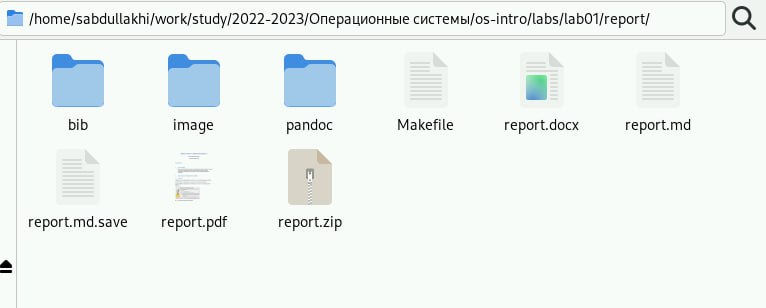 /home/sabdullakhi/work/study/2022-2023/Операционные системы/os-intro/labs/lab01/report/
bib
image
pandoc
Makefile
report.docx
report.md
report.md.save
report.pdf
report.zip